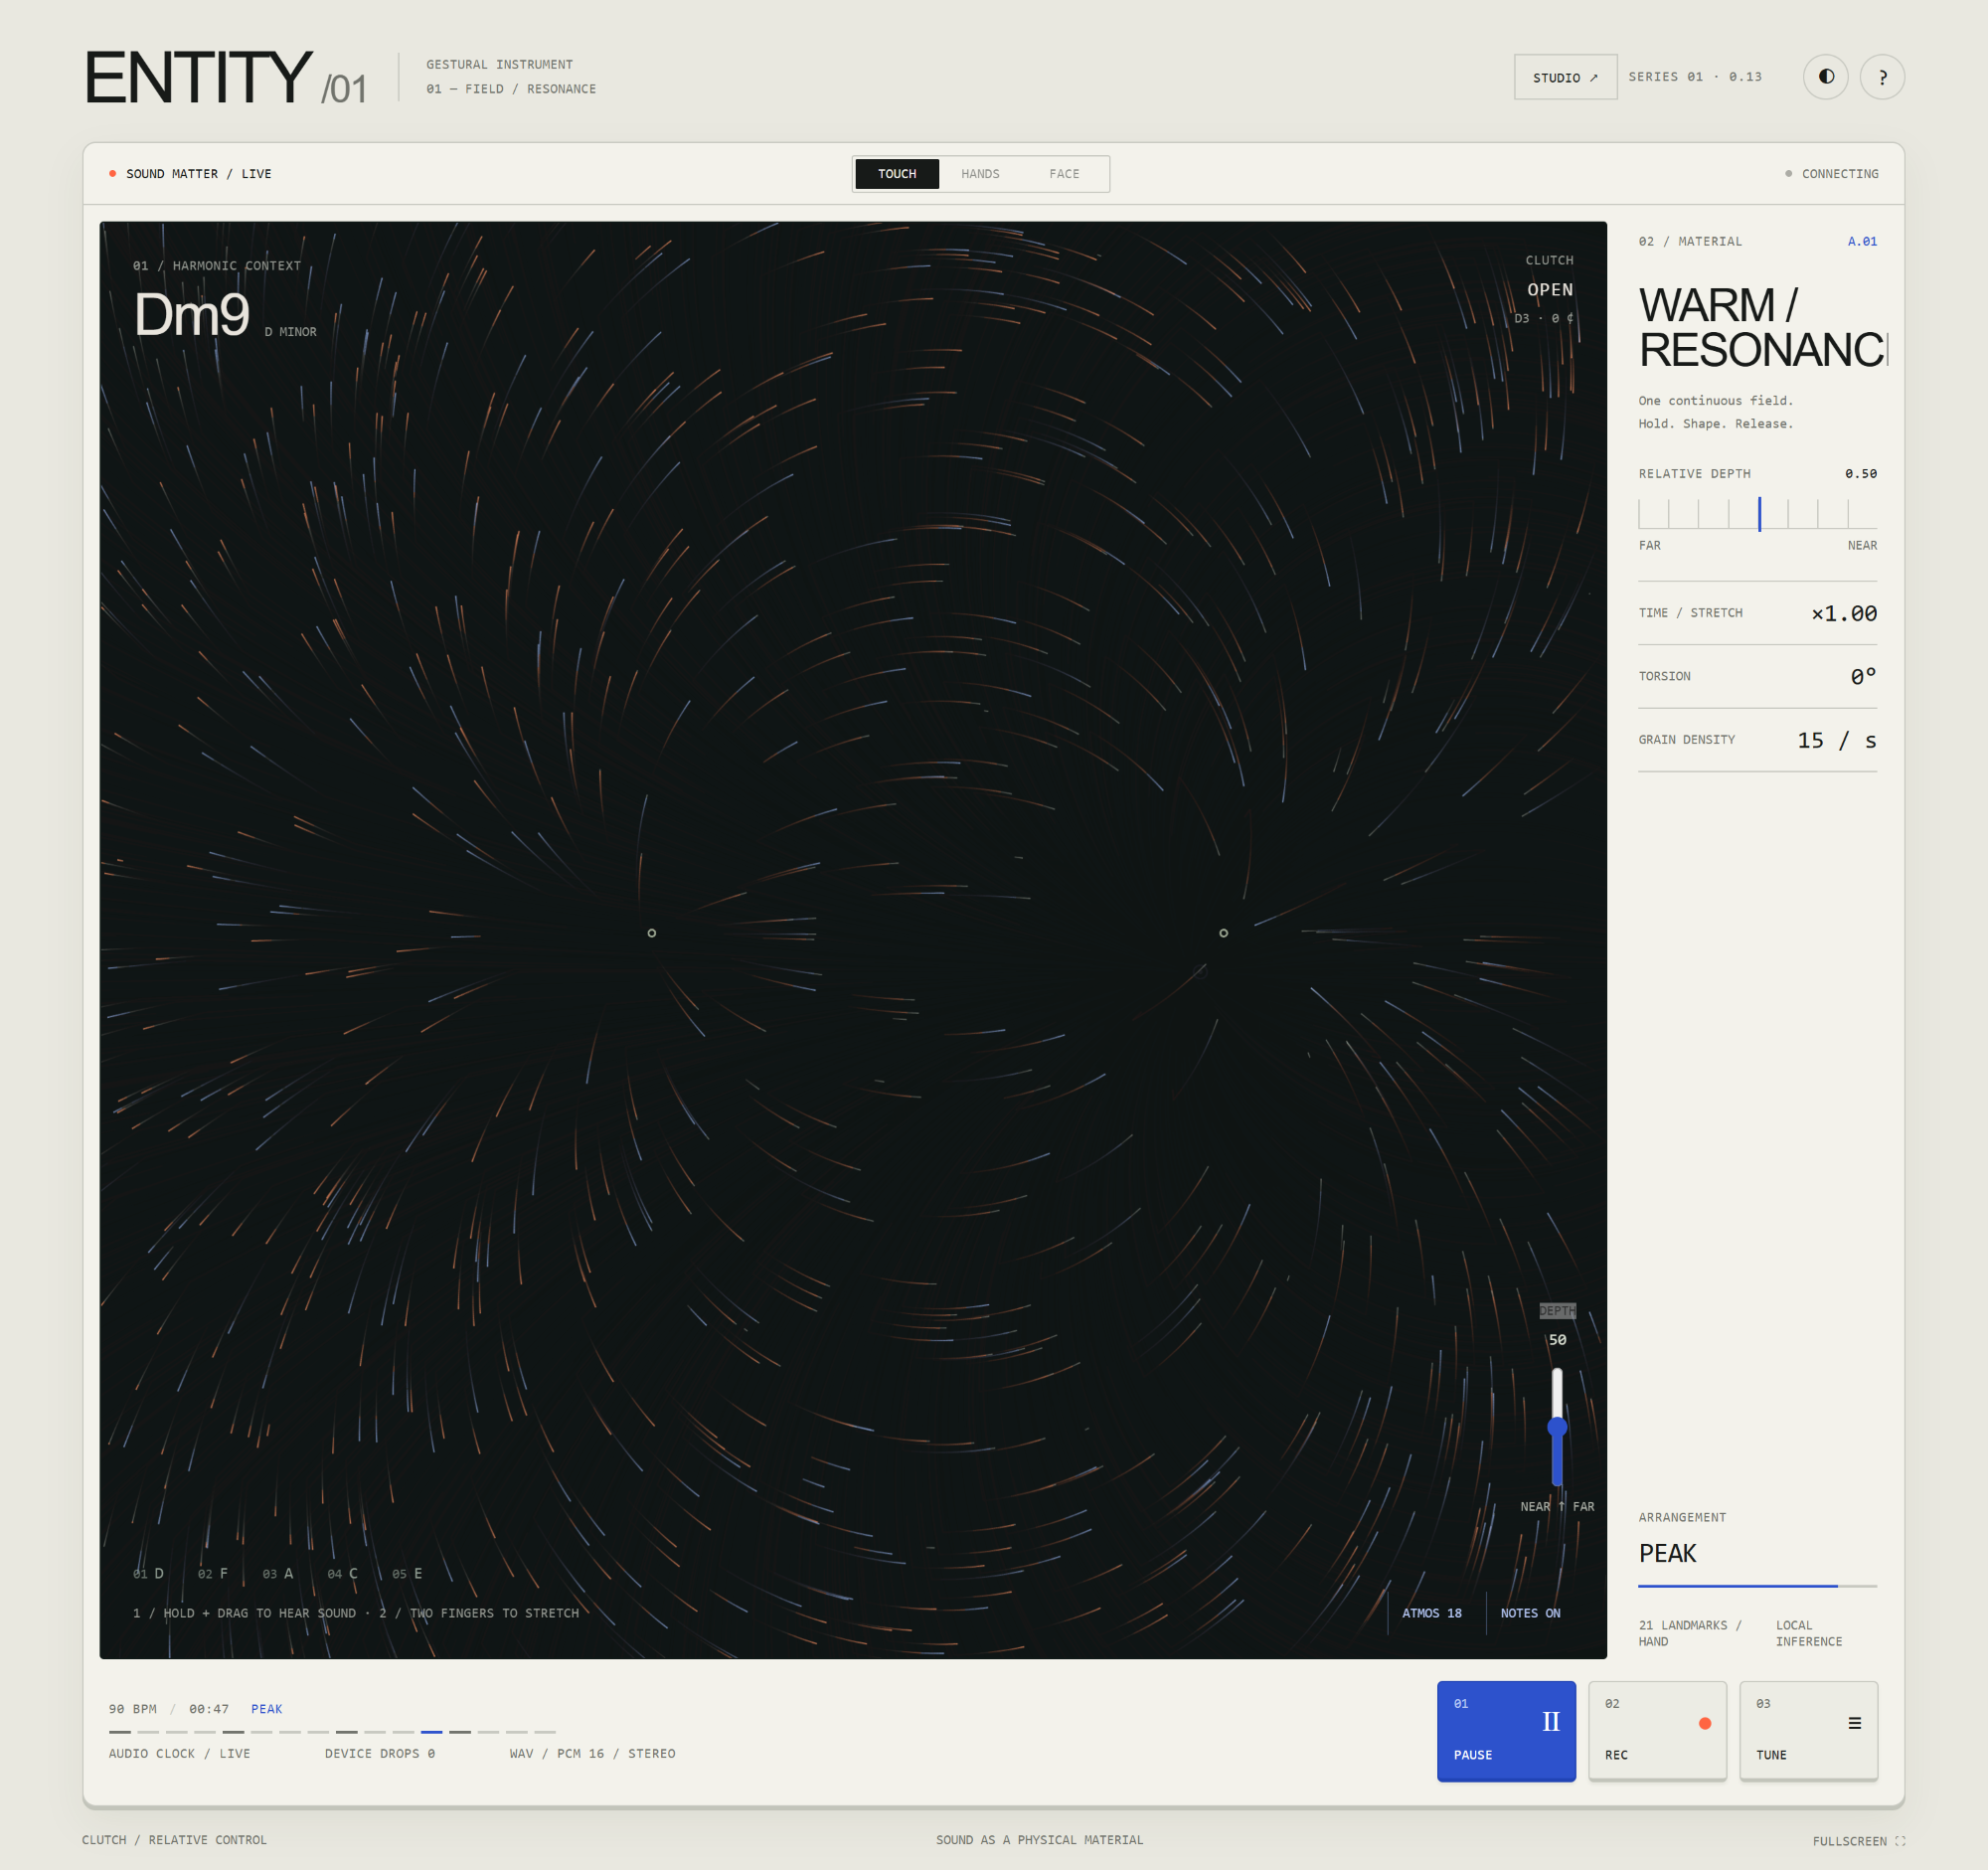 ENTITY /01
GESTURAL INSTRUMENT
01 — FIELD / RESONANCE
STUDIO ↗
SERIES 01 · 0.13
?
SOUND MATTER / LIVE
TOUCH
HANDS
FACE
CONNECTING
01 / HARMONIC CONTEXT
Dm9
D MINOR
CLUTCH
OPEN
D3 · 0 ¢
DEPTH
50
NEAR ↑ FAR
01 D 02 F 03 A 04 C 05 E
1 / HOLD + DRAG TO HEAR SOUND · 2 / TWO FINGERS TO STRETCH
ATMOS 18
NOTES ON
02 / MATERIAL
A.01
WARM /
RESONANC
One continuous field.
Hold. Shape. Release.
RELATIVE DEPTH
0.50
FAR
NEAR
TIME / STRETCH
×1.00
TORSION
0°
GRAIN DENSITY
15 / s
ARRANGEMENT
PEAK
21 LANDMARKS /
HAND
LOCAL
INFERENCE
90 BPM / 00:47 PEAK
AUDIO CLOCK / LIVE
DEVICE DROPS 0
WAV / PCM 16 / STEREO
01
PAUSE
02
REC
03
TUNE
CLUTCH / RELATIVE CONTROL
SOUND AS A PHYSICAL MATERIAL
FULLSCREEN